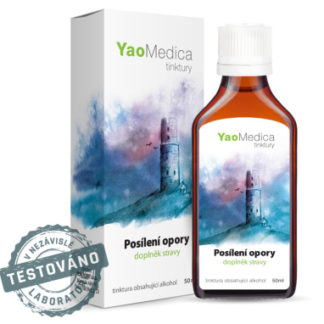 YaoMedica
tinktury
Posílení opory
doplněk stravy
tinktura obsahující alkohol 50ml
YaoMedica
tinktury
Posílení opory
doplněk stravy
tinktura obsahující alkohol 50ml
V NEZÁVISLÉ
TESTOVÁNO
LABORATOŘI